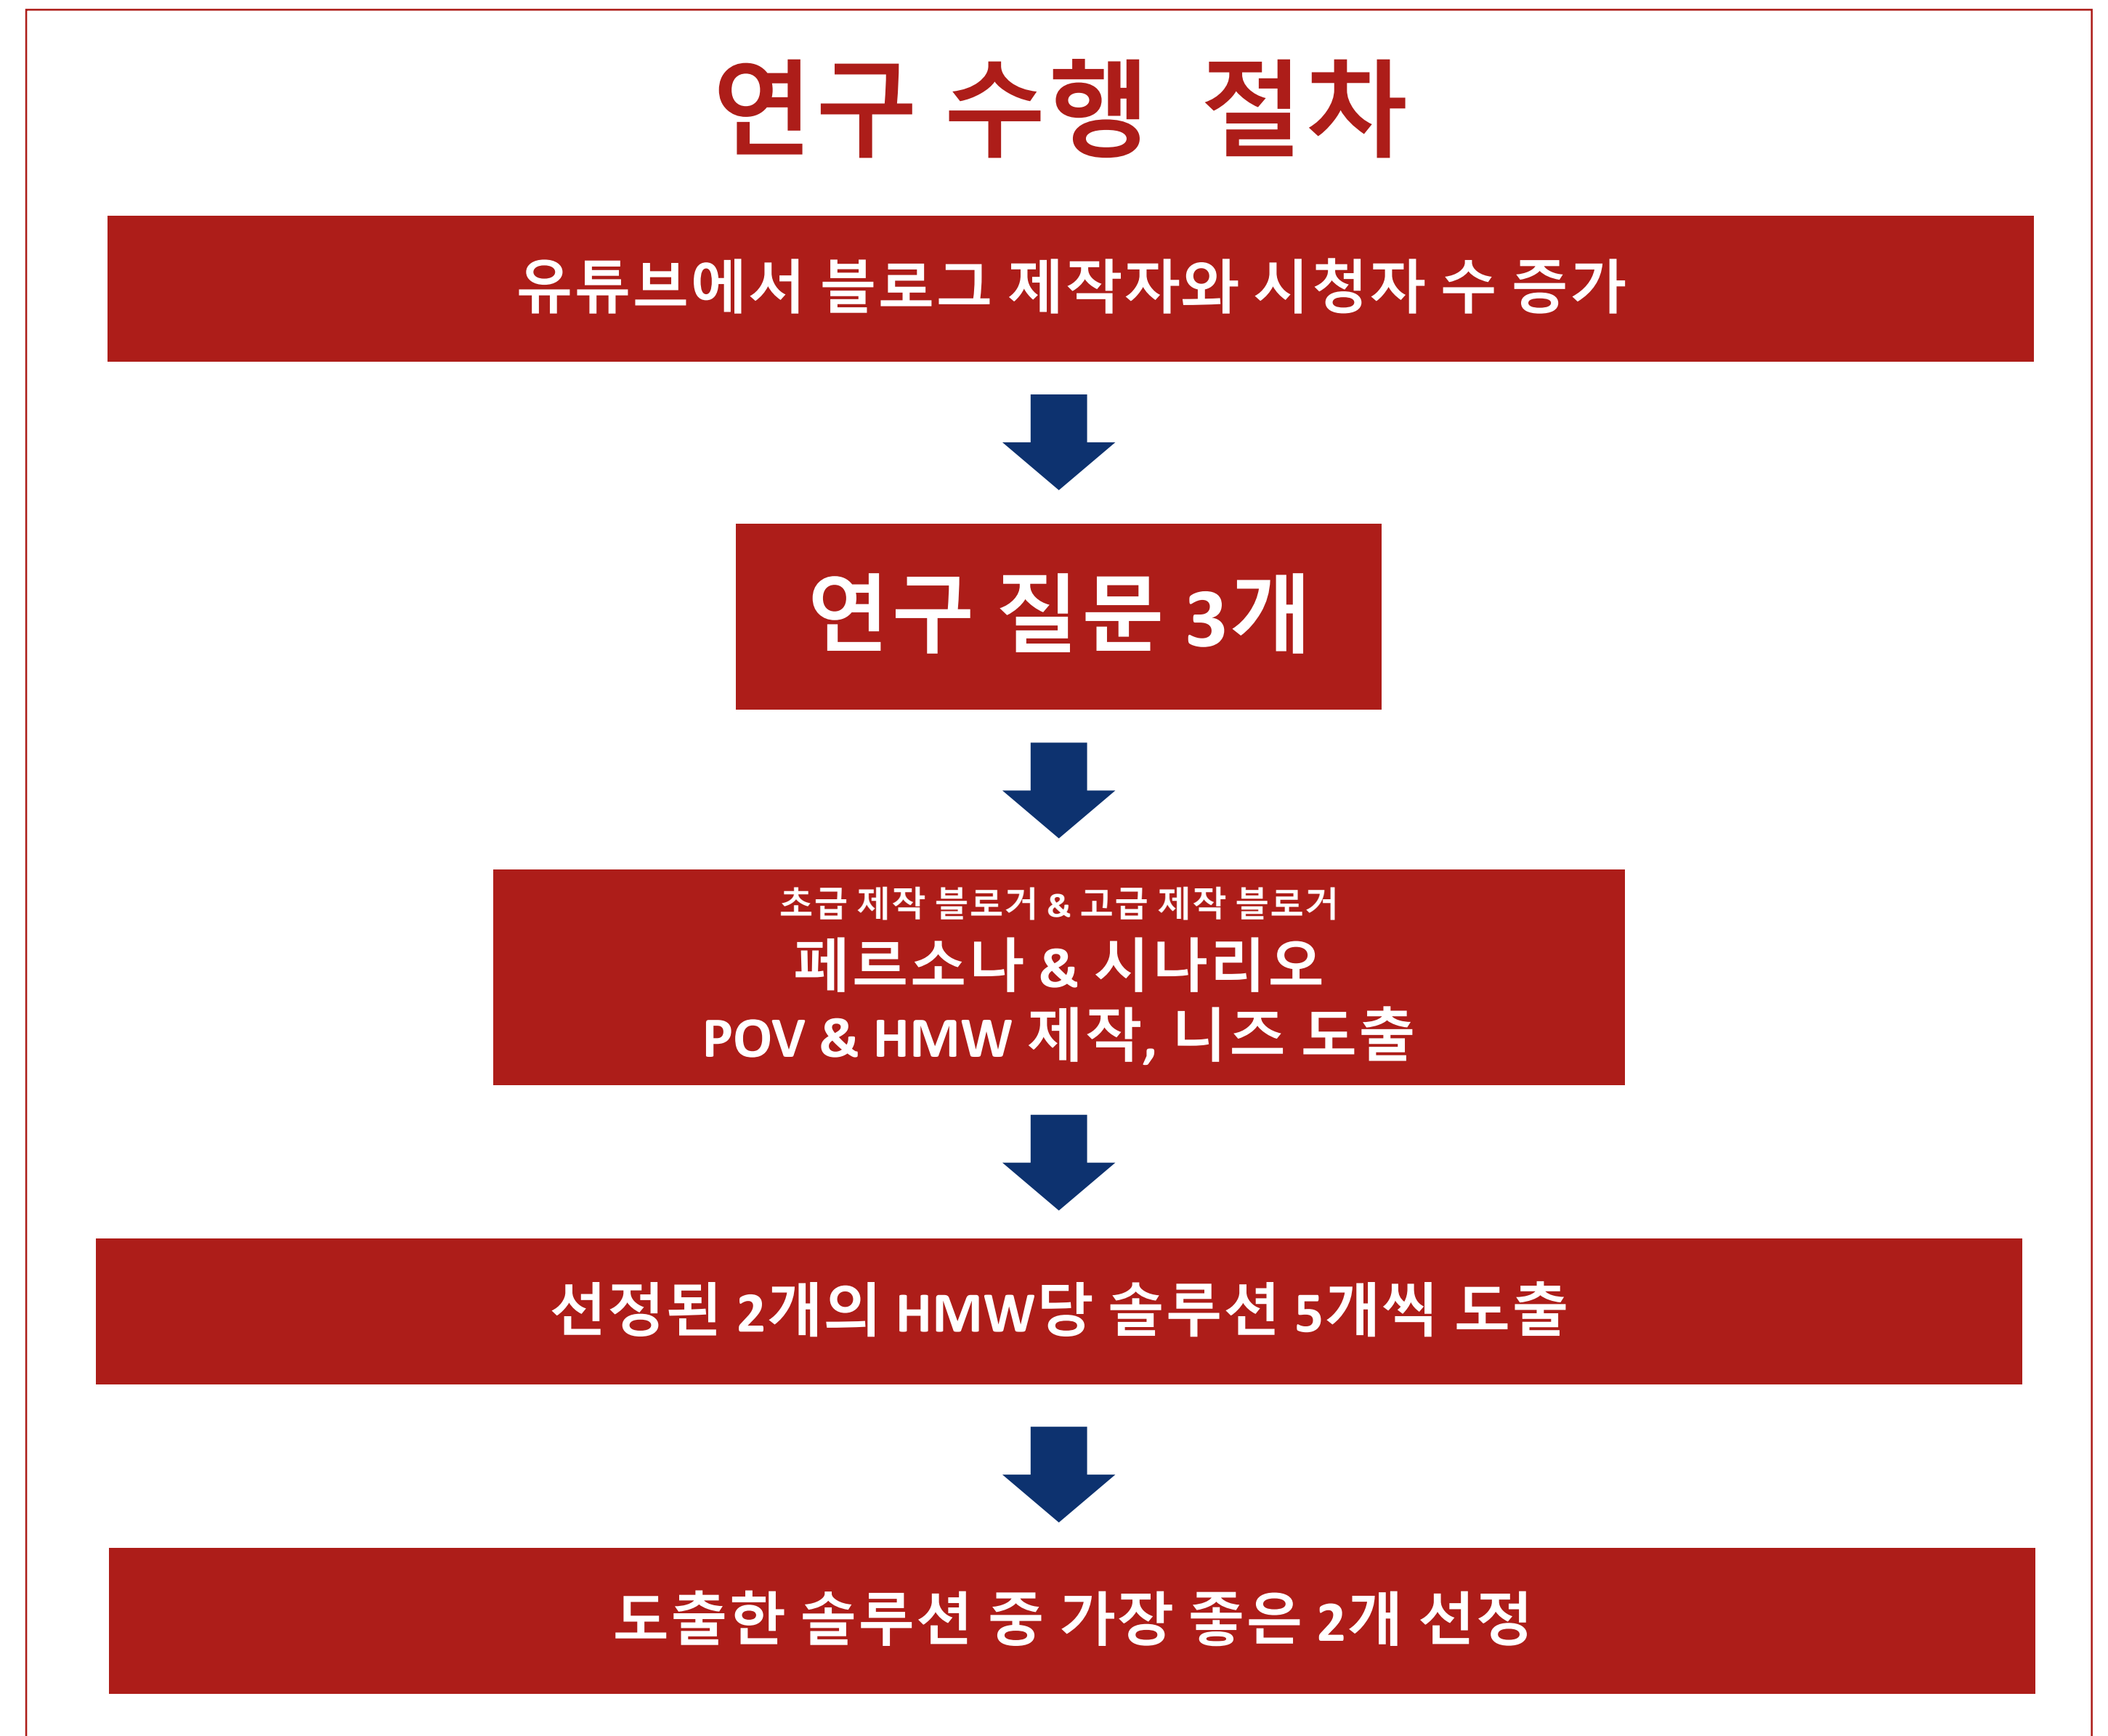 연구 수행 절차
유튜브에서 블로그 제작자와 시청자 수 증가
연구 질문 3개
초급제작 블로거 & 고급 제작 블로거
페르소나 & 시나리오
POV & HMW 제작, 니즈 도출
선정된 2개의 HMW당 솔루션 5개씩 도출
도출한 솔루션 중 가장 좋은 2개 선정